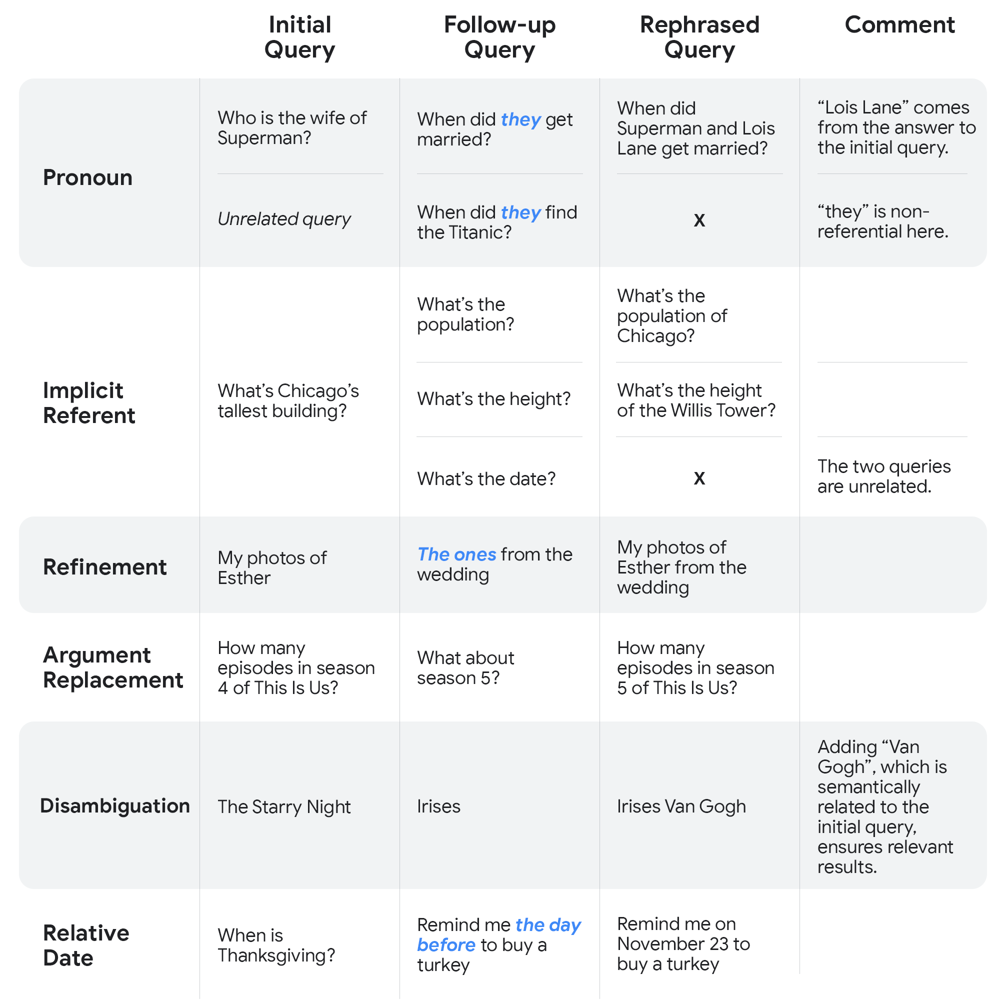 Initial
Query
Follow-up
Query
Rephrased
Query
Comment
Pronoun
Who is the wife of
Superman?
When did they get
married?
When did
Superman and Lois
Lane get married?
“Lois Lane” comes
from the answer to
the initial query.
Unrelated query
When did they find
the Titanic?
X
“they” is non-
referential here.
Implicit
Referent
What’s Chicago’s
tallest building?
What’s the
population?
What’s the
population of
Chicago?
What’s the height?
What’s the height
of the Willis Tower?
What’s the date?
X
The two queries
are unrelated.
Refinement
My photos of
Esther
The ones from the
wedding
My photos of
Esther from the
wedding
Argument
Replacement
How many
episodes in season
4 of This Is Us?
What about
season 5?
How many
episodes in season
5 of This Is Us?
Disambiguation
The Starry Night
Irises
Irises Van Gogh
Adding “Van
Gogh”, which is
semantically
related to the
initial query,
ensures relevant
results.
Relative
Date
When is
Thanksgiving?
Remind me the day
before to buy a
turkey
Remind me on
November 23 to
buy a turkey